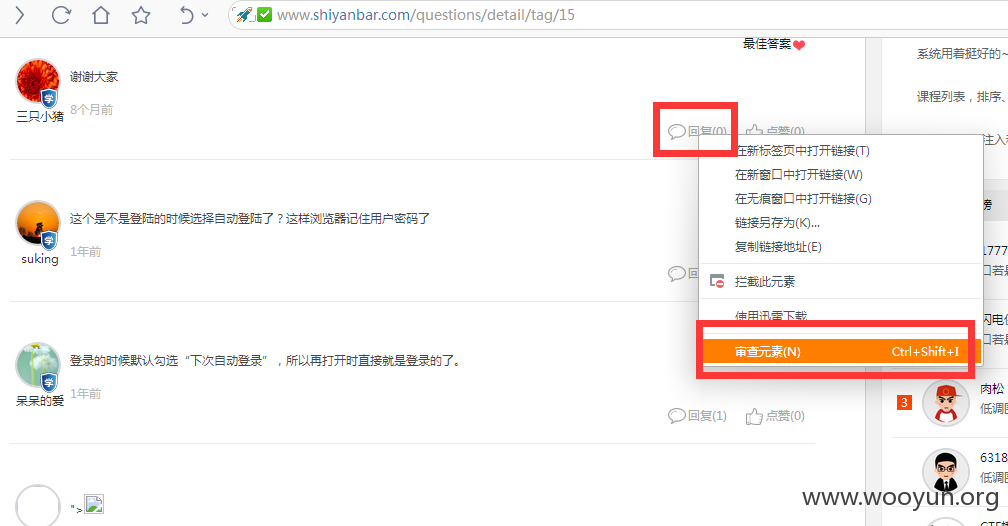 www.shiyanbar.com/questions/detail/tag/15
最佳答案
谢谢大家
8个月前
三只小猪
回复(0)
点赞(0)
这个是不是登陆的时候选择自动登陆了？这样浏览器记住用户密码了
1年前
suking
回
登录的时候默认勾选“下次自动登录”，所以再打开时直接就是登录的了。
1年前
呆呆的爱
回复(1)
点赞(0)
">
在新标签页中打开链接(T)
在新窗口中打开链接(W)
在无痕窗口中打开链接(G)
链接另存为(K)...
复制链接地址(E)
拦截此元素
使用迅雷下载
审查元素(N) Ctrl+Shift+I
系统用着挺好的~
课程列表，排序、
注入
榜
1777
口若
闪电
口若
3
肉松
低调
6318
低调
www.wooyun.org